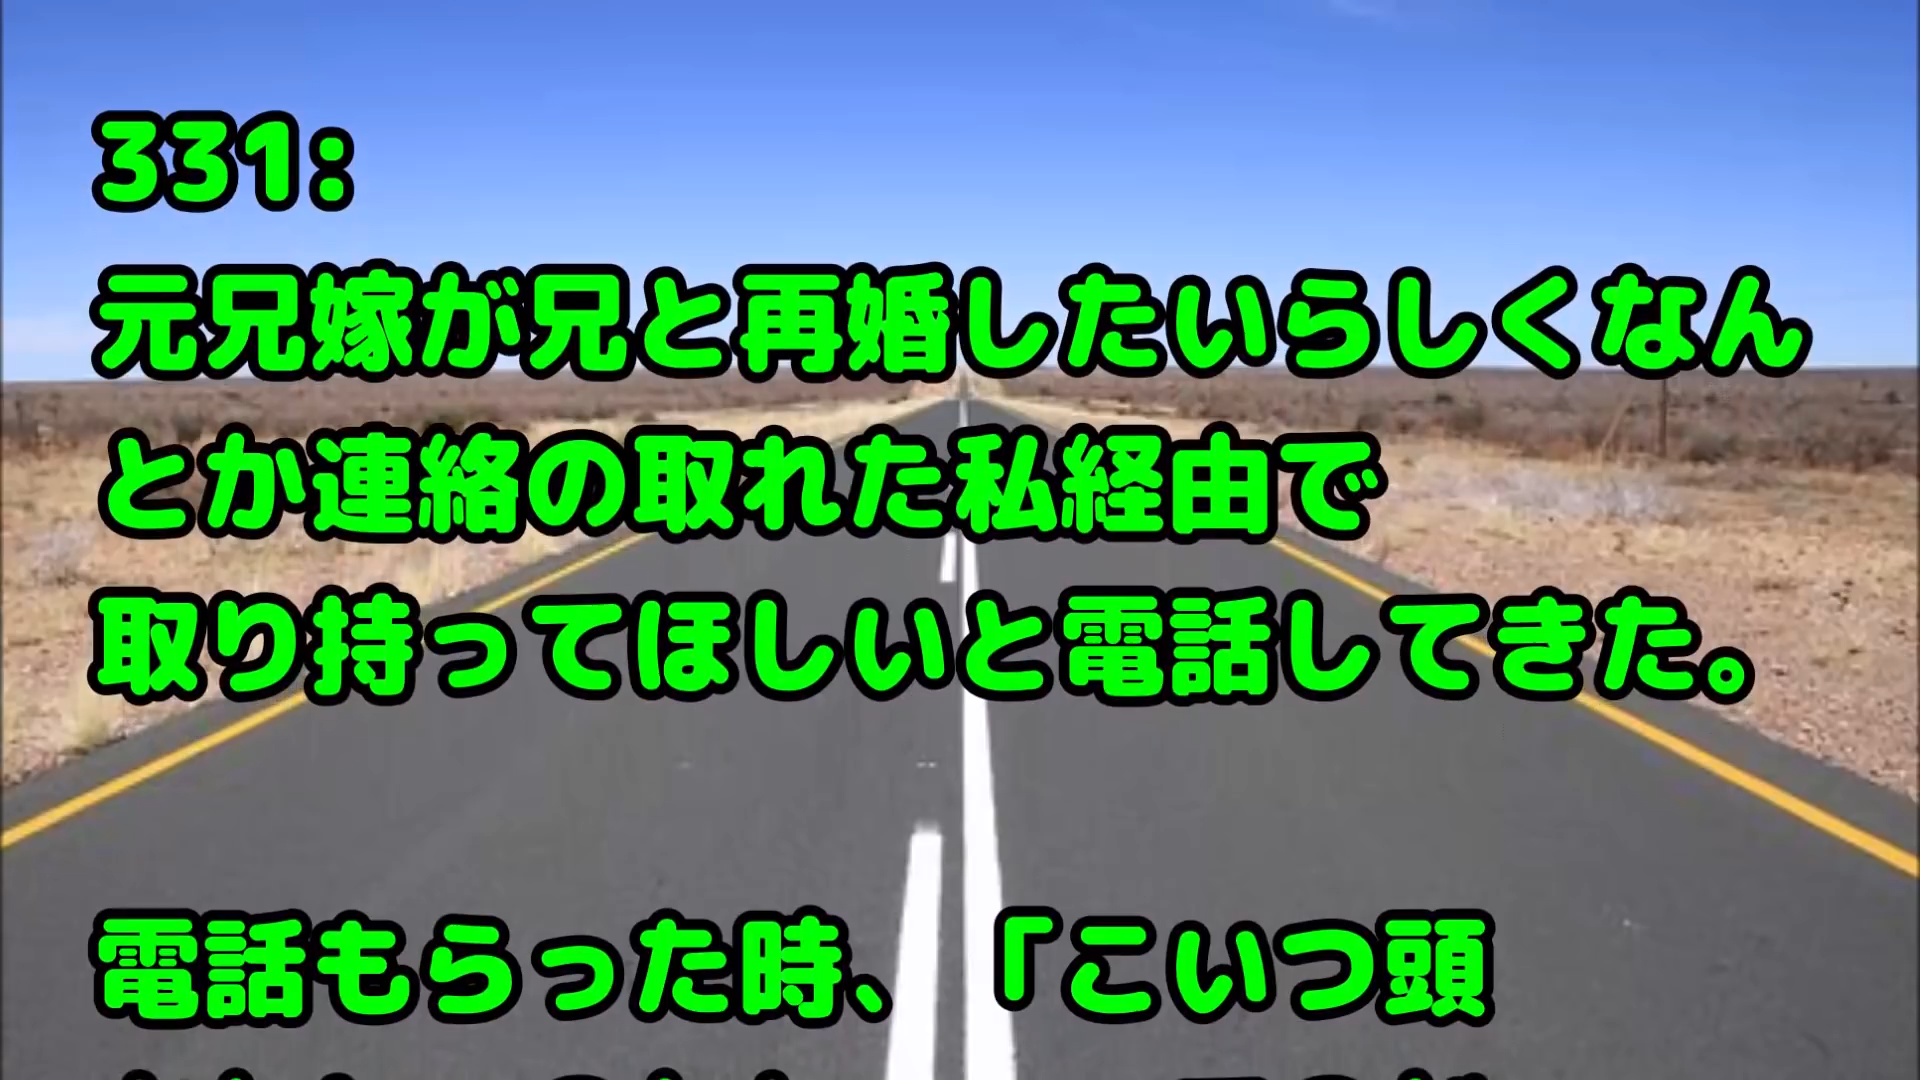 331:
元兄嫁が兄と再婚したいらしくなん
とか連絡の取れた私経由で
取り持ってほしいと電話してきた。
電話もらった時、「こいつ頭